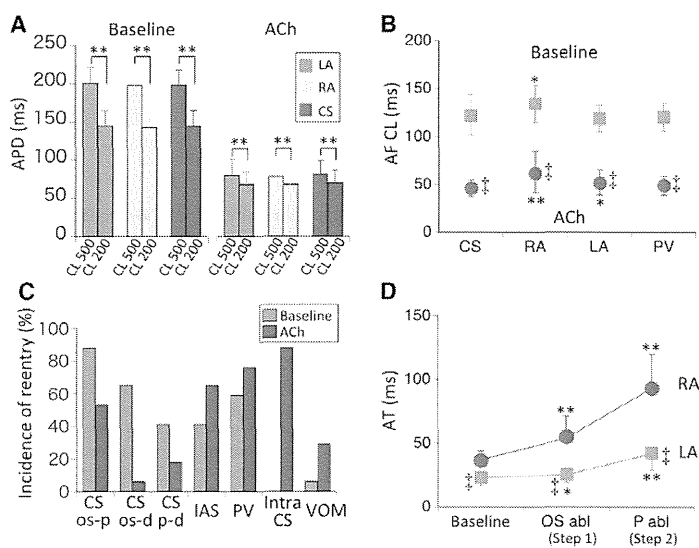 A
Baseline
ACh
APD (ms)
250
200
150
100
50
0
**
**
**
**
**
**
LA
RA
CS
CL 500
CL 200
CL 500
CL 200
CL 500
CL 200
CL 500
CL 200
CL 500
CL 200
CL 500
CL 200
B
AF CL (ms)
200
150
100
50
0
Baseline
*
‡
‡
‡
‡
**
*
ACh
CS
RA
LA
PV
C
Incidence of reentry (%)
100
80
60
40
20
0
Baseline
ACh
CS os-p
CS os-d
CS p-d
IAS
PV
Intra CS
VOM
D
AT (ms)
150
100
50
0
**
**
RA
LA
‡
‡
*
‡
**
Baseline
OS abl (Step 1)
P abl (Step 2)